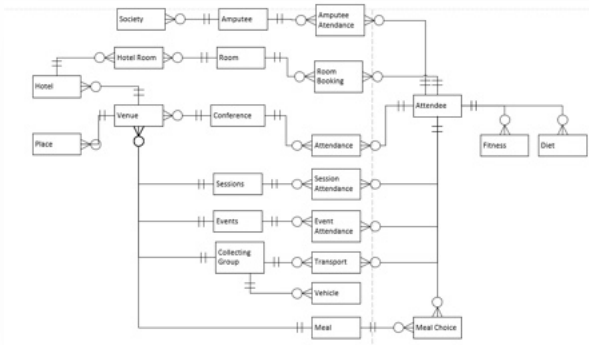 Society
Amputee
Amputee
Atendance
Hotel Room
Room
Room
Booking
Hotel
Venue
Conference
Attendee
Place
Attendance
Fitness
Diet
Sessions
Session
Attendance
Events
Event
Attendance
Collecting
Group
Transport
Vehicle
Meal
Meal Choice